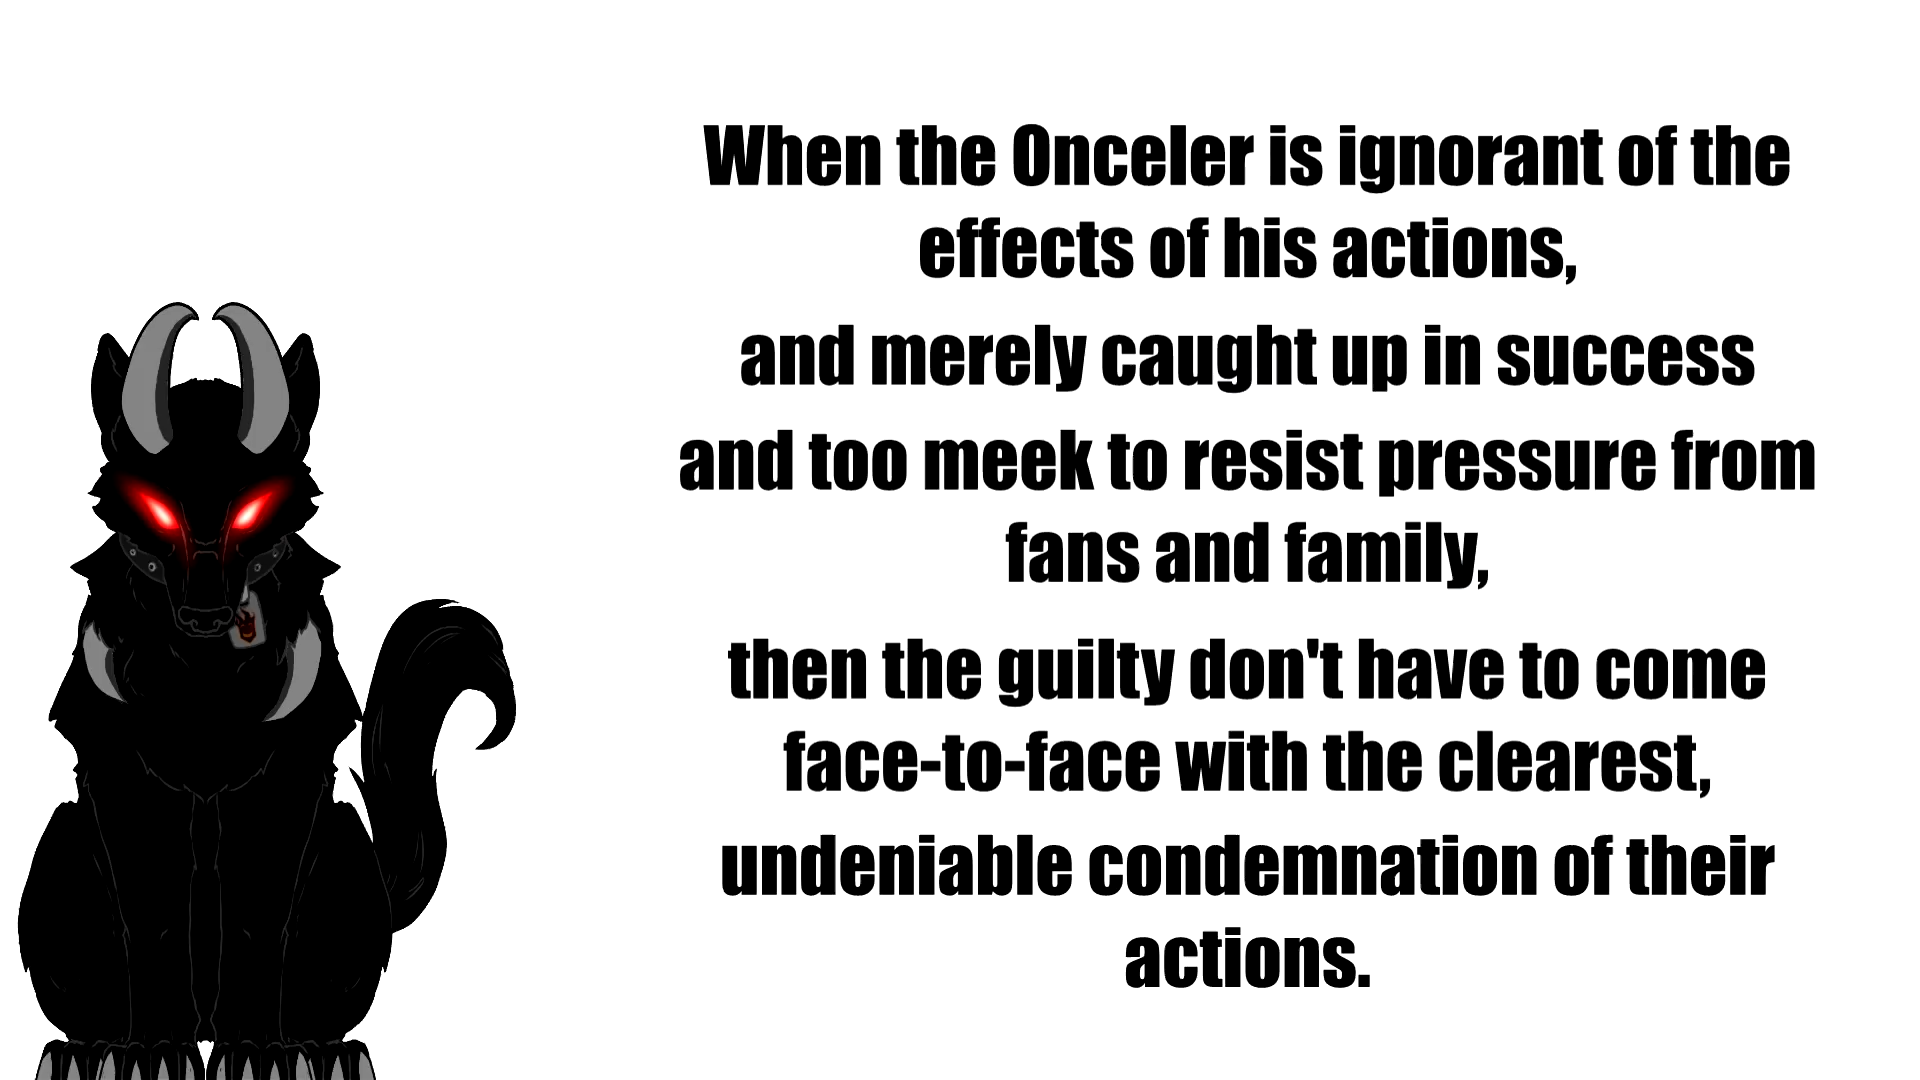 When the Onceler is ignorant of the
effects of his actions,
and merely caught up in success
and too meek to resist pressure from
fans and family,
then the guilty don't have to come
face-to-face with the clearest,
undeniable condemnation of their
actions.